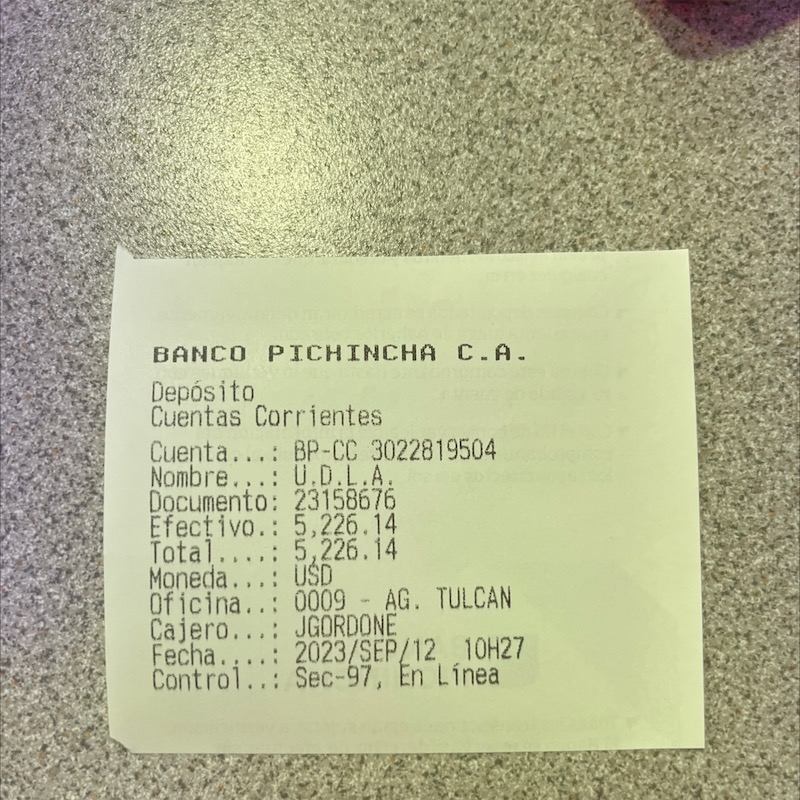 BANCO PICHINCHA C.A.
Depósito
Cuentas Corrientes
Cuenta...: BP-CC 3022819504
Nombre...: U.D.L.A.
Documento: 23158676
Efectivo.: 5,226.14
Total....: 5,226.14
Moneda...: USD
Oficina..: 0009 - AG. TULCAN
Cajero...: JGORDONE
Fecha....: 2023/SEP/12 10H27
Control..: Sec-97, En Línea